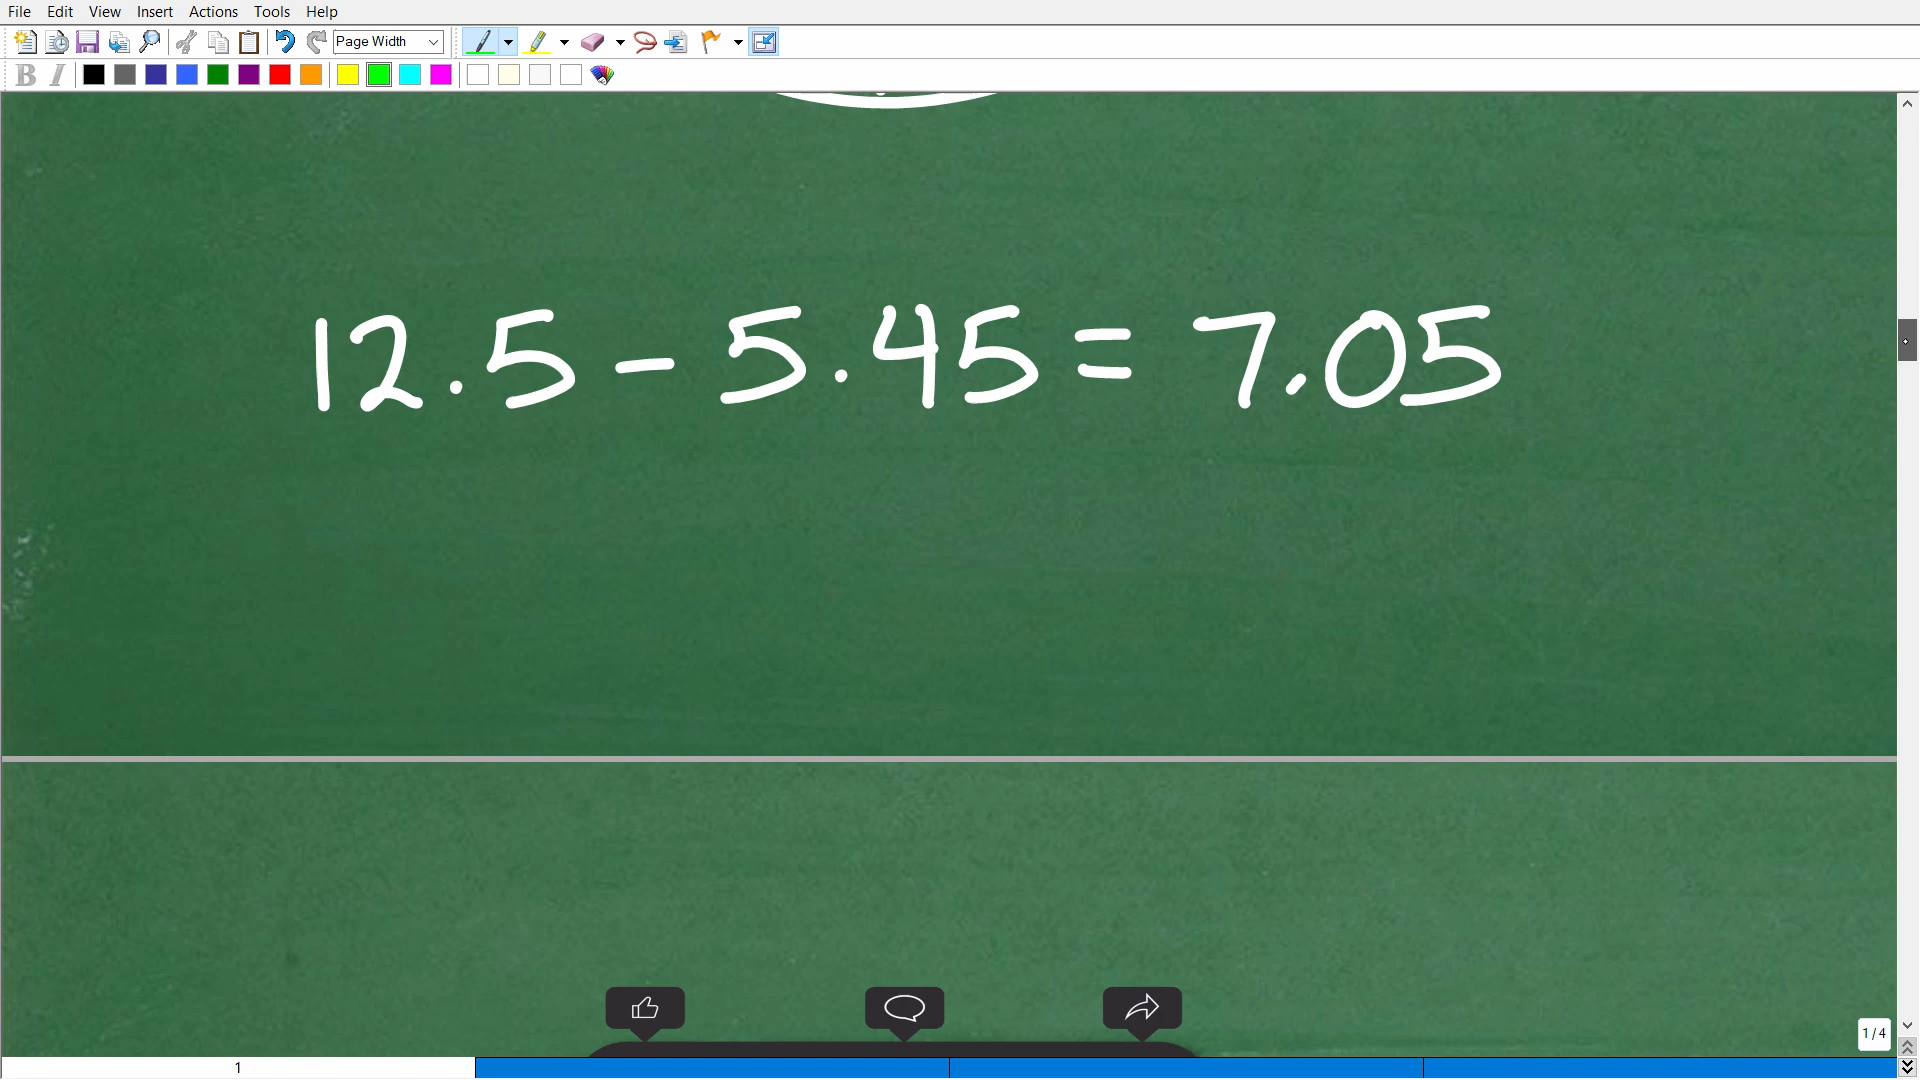 File Edit View Insert Actions Tools Help
Page Width
B I
12.5 - 5.45 = 7.05
1 / 4
1